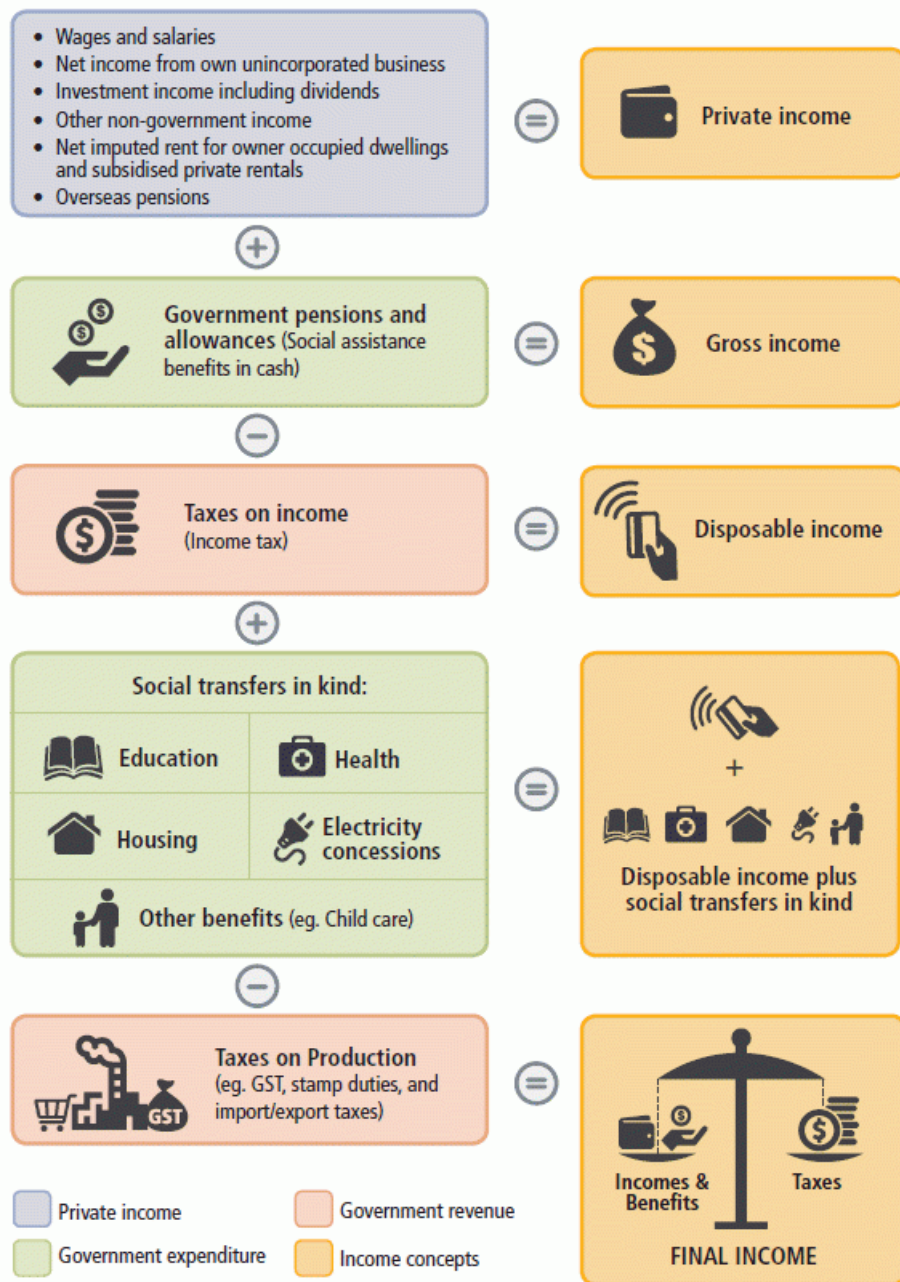 • Wages and salaries
• Net income from own unincorporated business
• Investment income including dividends
• Other non-government income
• Net imputed rent for owner occupied dwellings
and subsidised private rentals
• Overseas pensions
=
Private income
+
$
$
Government pensions and
allowances (Social assistance
benefits in cash)
=
$
Gross income
−
$
Taxes on income
(Income tax)
=
Disposable income
+
Social transfers in kind:
Education
Health
Housing
Electricity
concessions
Other benefits (eg. Child care)
=
+
Disposable income plus
social transfers in kind
−
GST
Taxes on Production
(eg. GST, stamp duties, and
import/export taxes)
=
$
$
Incomes &
Benefits
Taxes
FINAL INCOME
Private income
Government revenue
Government expenditure
Income concepts